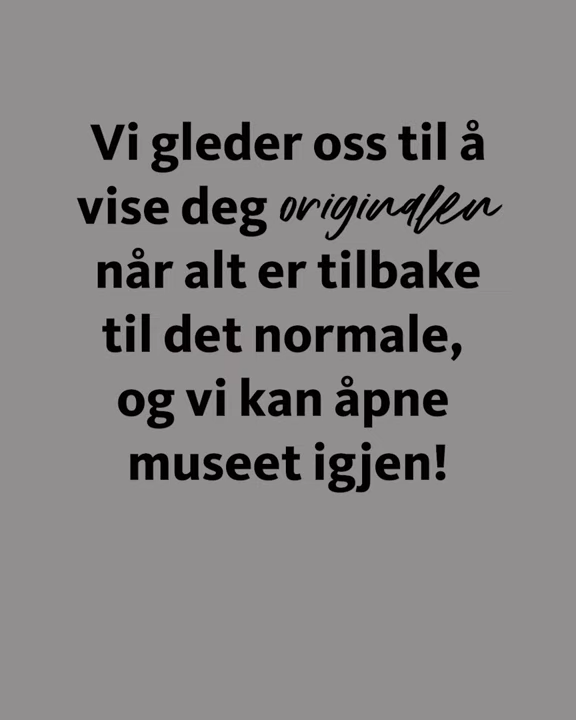 Vi gleder oss til å
vise deg originalen
når alt er tilbake
til det normale,
og vi kan åpne
museet igjen!